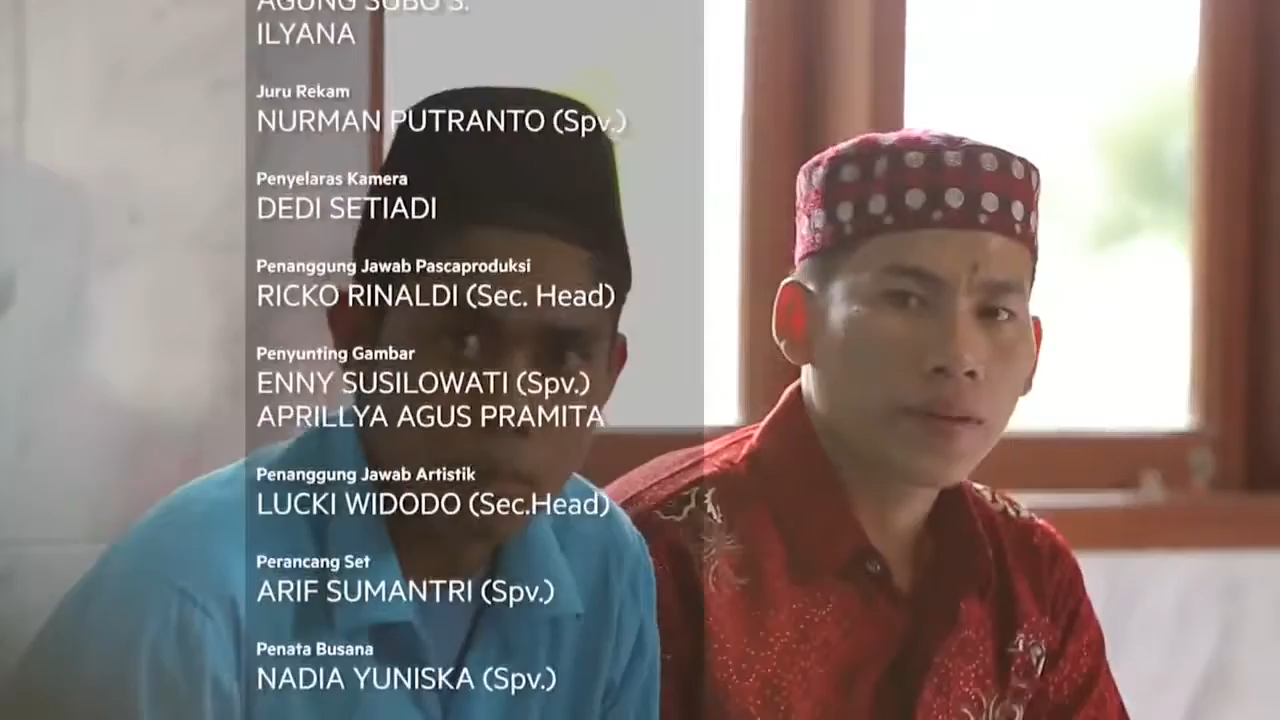 AGUNG SUBO S.
ILYANA
Juru Rekam
NURMAN PUTRANTO (Spv.)
Penyelaras Kamera
DEDI SETIADI
Penanggung Jawab Pascaproduksi
RICKO RINALDI (Sec. Head)
Penyunting Gambar
ENNY SUSILOWATI (Spv.)
APRILLYA AGUS PRAMITA
Penanggung Jawab Artistik
LUCKI WIDODO (Sec.Head)
Perancang Set
ARIF SUMANTRI (Spv.)
Penata Busana
NADIA YUNISKA (Spv.)